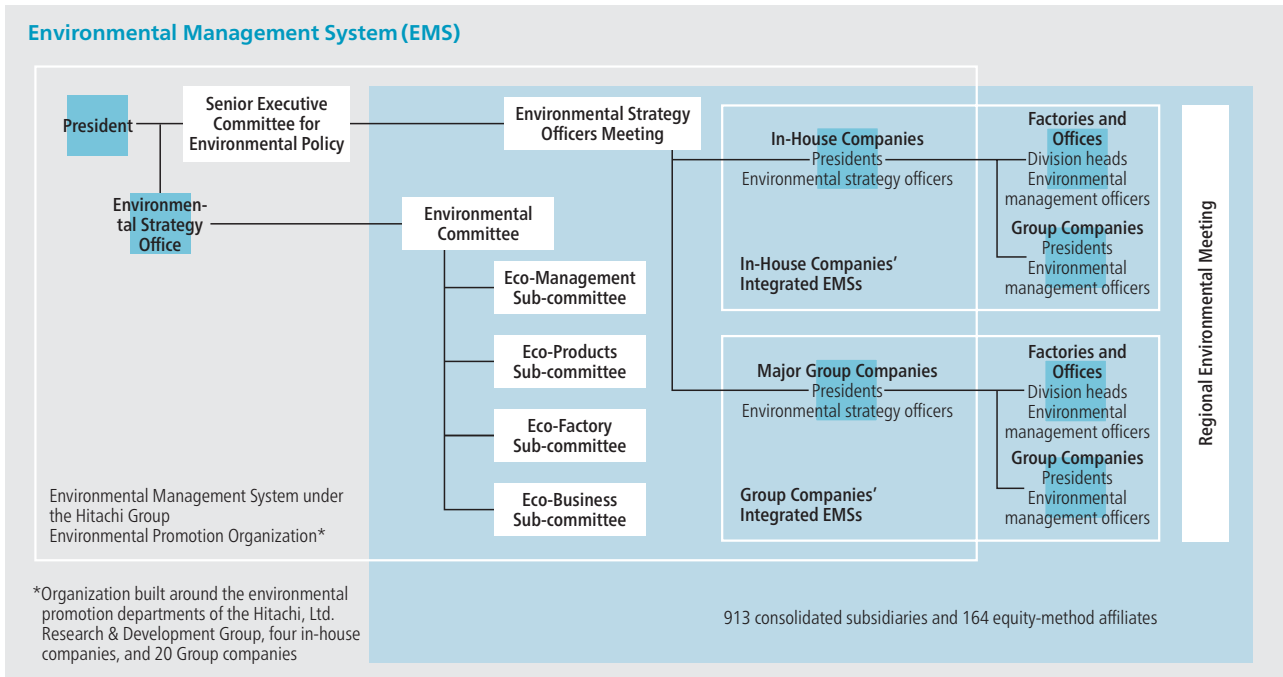 Environmental Management System (EMS)
President
Senior Executive
Committee for
Environmental Policy
Environmental Strategy
Officers Meeting
Environmen-
tal Strategy
Office
Environmental
Committee
Eco-Management
Sub-committee
Eco-Products
Sub-committee
Eco-Factory
Sub-committee
Eco-Business
Sub-committee
In-House Companies
Presidents
Environmental strategy officers
Factories and
Offices
Division heads
Environmental
management officers
Group Companies
Presidents
Environmental
management officers
In-House Companies’
Integrated EMSs
Major Group Companies
Presidents
Environmental strategy officers
Factories and
Offices
Division heads
Environmental
management officers
Group Companies
Presidents
Environmental
management officers
Group Companies’
Integrated EMSs
Regional Environmental Meeting
Environmental Management System under
the Hitachi Group
Environmental Promotion Organization*
*Organization built around the environmental
promotion departments of the Hitachi, Ltd.
Research & Development Group, four in-house
companies, and 20 Group companies
913 consolidated subsidiaries and 164 equity-method affiliates